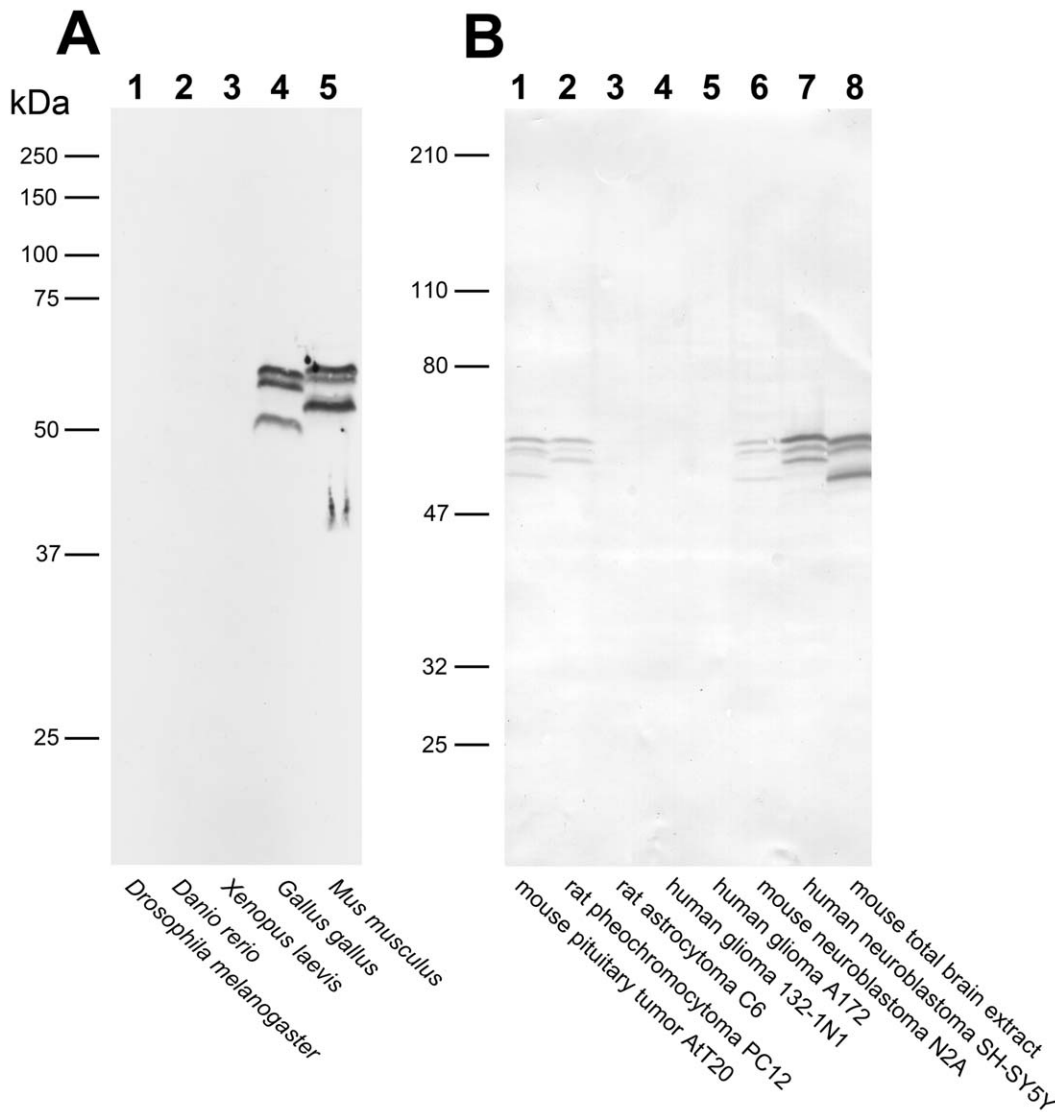 A
B
1 2 3 4 5
1 2 3 4 5 6 7 8
kDa
250
150
100
75
50
37
25
210
110
80
47
32
25
Drosophila melanogaster
Danio rerio
Xenopus laevis
Gallus gallus
Mus musculus
mouse pituitary tumor AtT20
rat pheochromocytoma PC12
rat astrocytoma C6
human glioma 132-1N1
human glioma A172
mouse neuroblastoma N2A
human neuroblastoma SH-SY5Y
mouse total brain extract